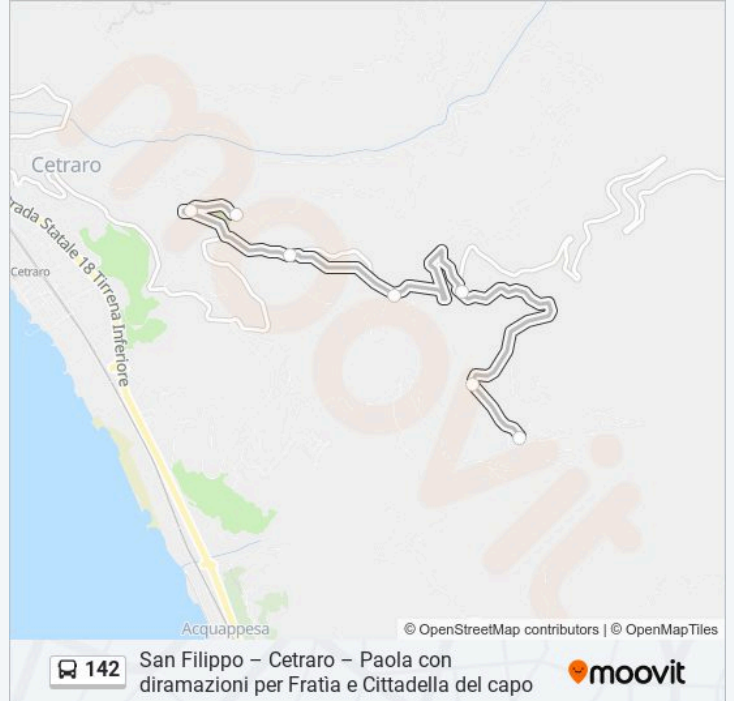 moovit
Cetraro
Strada Statale 18 Tirrena Inferiore
Cetraro
Acquappesa
© OpenStreetMap contributors | © OpenMapTiles
142
San Filippo – Cetraro – Paola con
diramazioni per Fratìa e Cittadella del capo
moovit